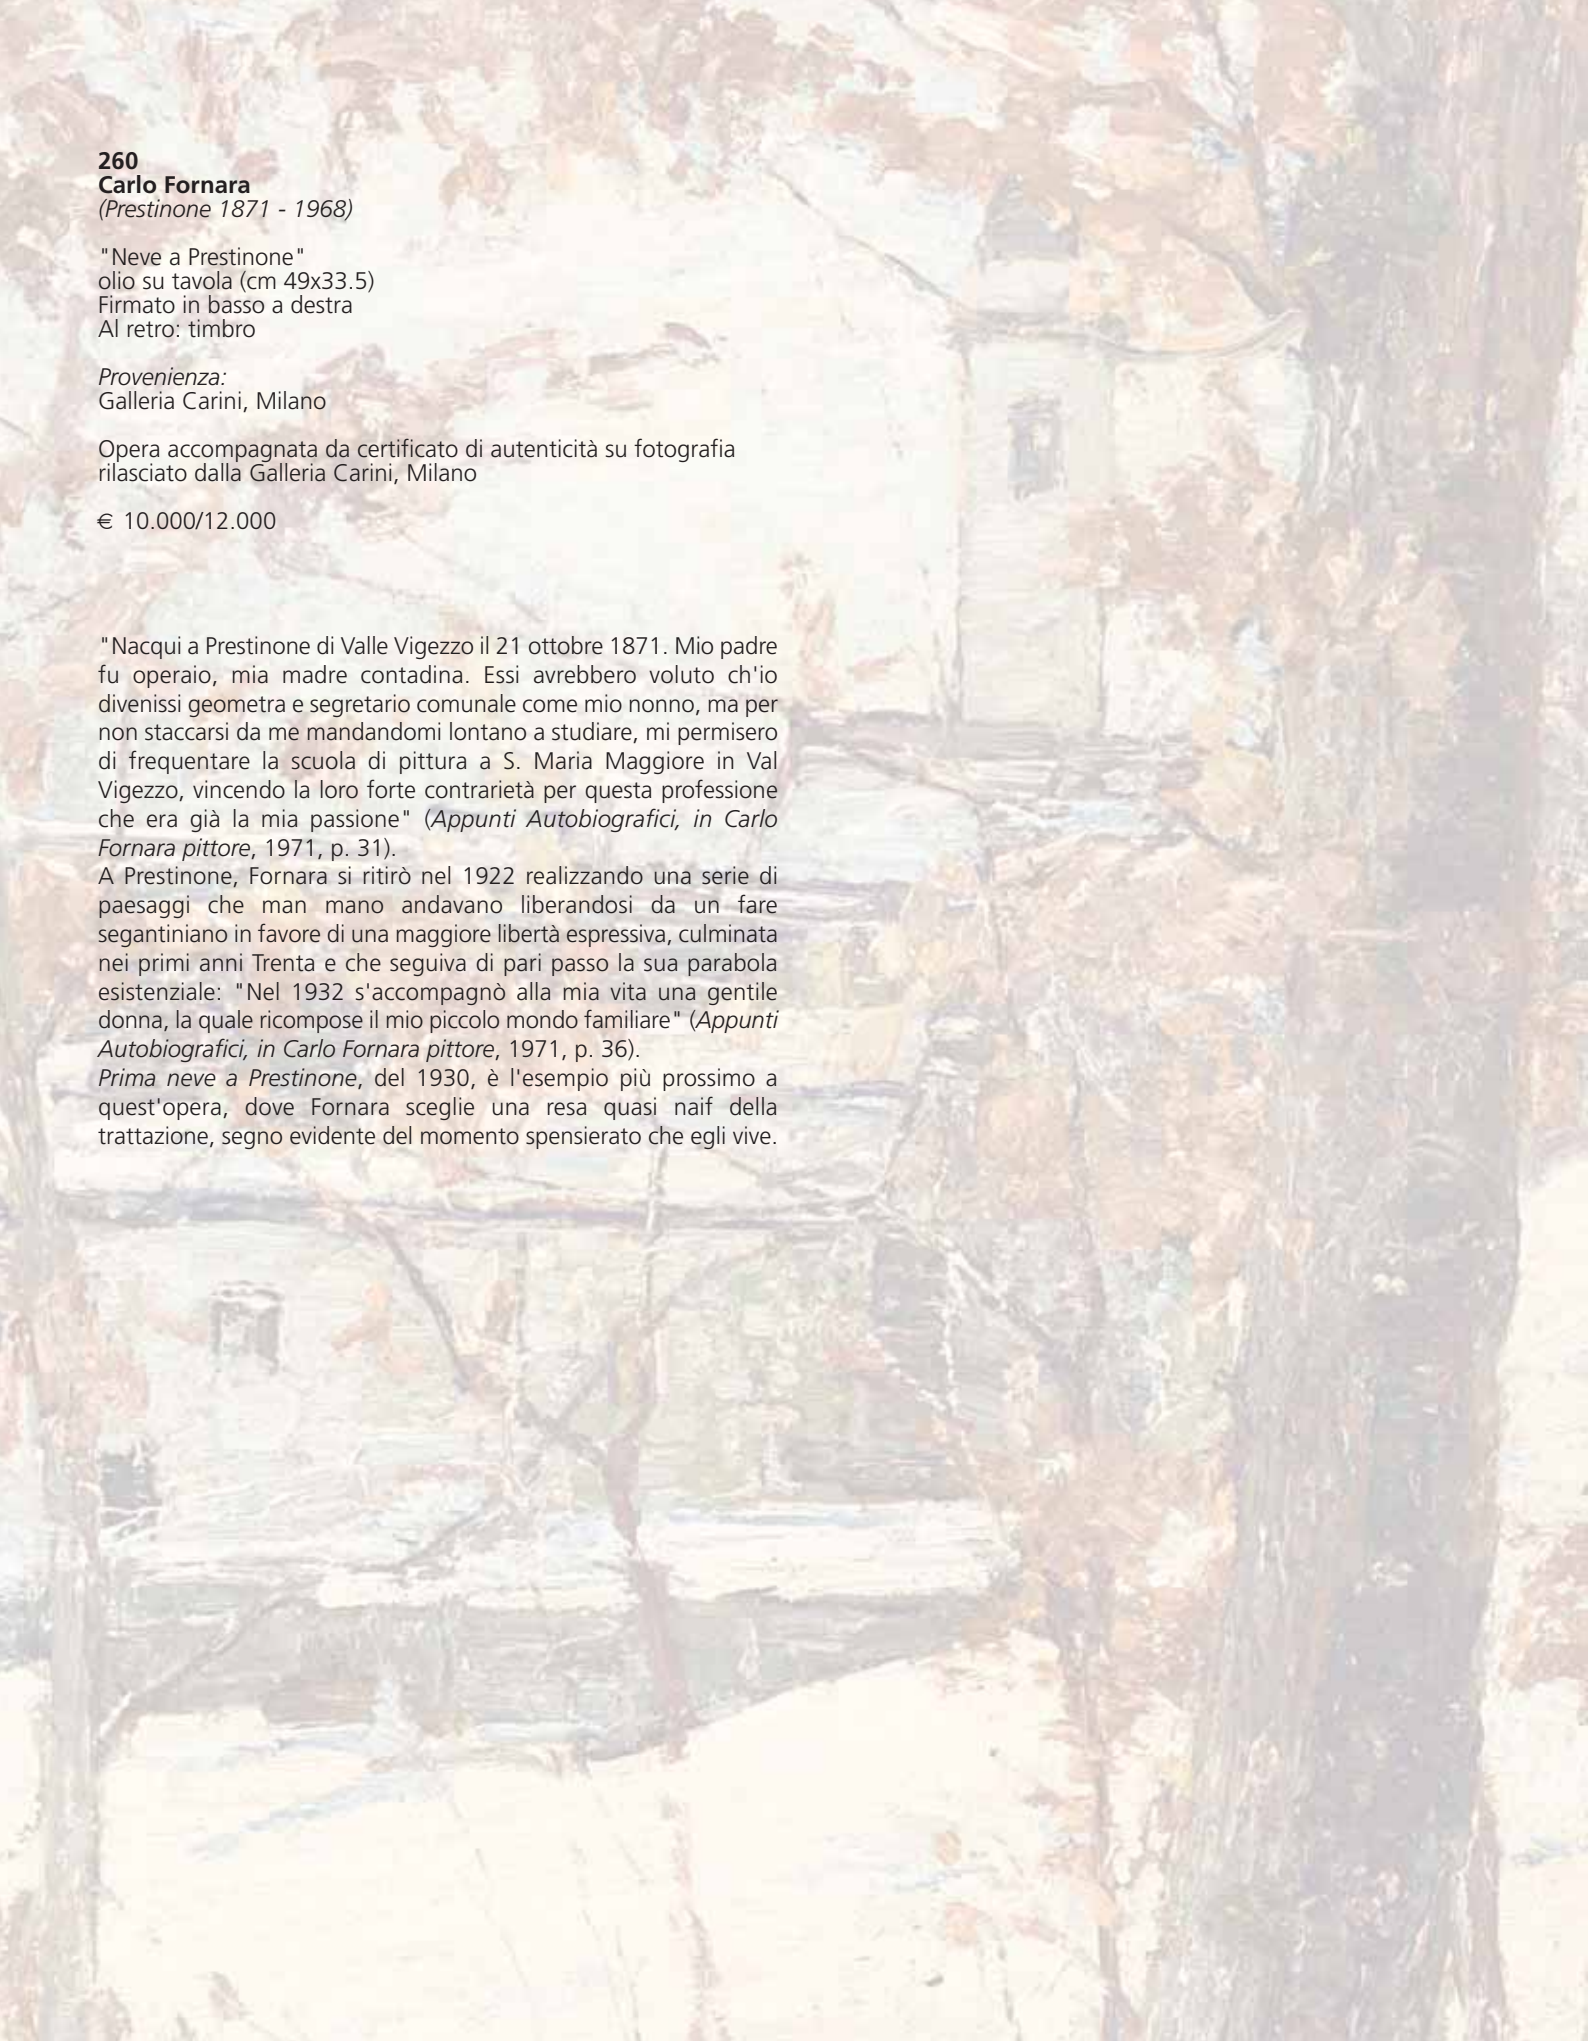 260
Carlo Fornara
(Prestinone 1871 - 1968)
"Neve a Prestinone"
olio su tavola (cm 49x33.5)
Firmato in basso a destra
Al retro: timbro
Provenienza:
Galleria Carini, Milano
Opera accompagnata da certificato di autenticità su fotografia
rilasciato dalla Galleria Carini, Milano
€ 10.000/12.000
"Nacqui a Prestinone di Valle Vigezzo il 21 ottobre 1871. Mio padre
fu operaio, mia madre contadina. Essi avrebbero voluto ch'io
divenissi geometra e segretario comunale come mio nonno, ma per
non staccarsi da me mandandomi lontano a studiare, mi permisero
di frequentare la scuola di pittura a S. Maria Maggiore in Val
Vigezzo, vincendo la loro forte contrarietà per questa professione
che era già la mia passione" (Appunti Autobiografici, in Carlo
Fornara pittore, 1971, p. 31).
A Prestinone, Fornara si ritirò nel 1922 realizzando una serie di
paesaggi che man mano andavano liberandosi da un fare
segantiniano in favore di una maggiore libertà espressiva, culminata
nei primi anni Trenta e che seguiva di pari passo la sua parabola
esistenziale: "Nel 1932 s'accompagnò alla mia vita una gentile
donna, la quale ricompose il mio piccolo mondo familiare" (Appunti
Autobiografici, in Carlo Fornara pittore, 1971, p. 36).
Prima neve a Prestinone, del 1930, è l'esempio più prossimo a
quest'opera, dove Fornara sceglie una resa quasi naif della
trattazione, segno evidente del momento spensierato che egli vive.